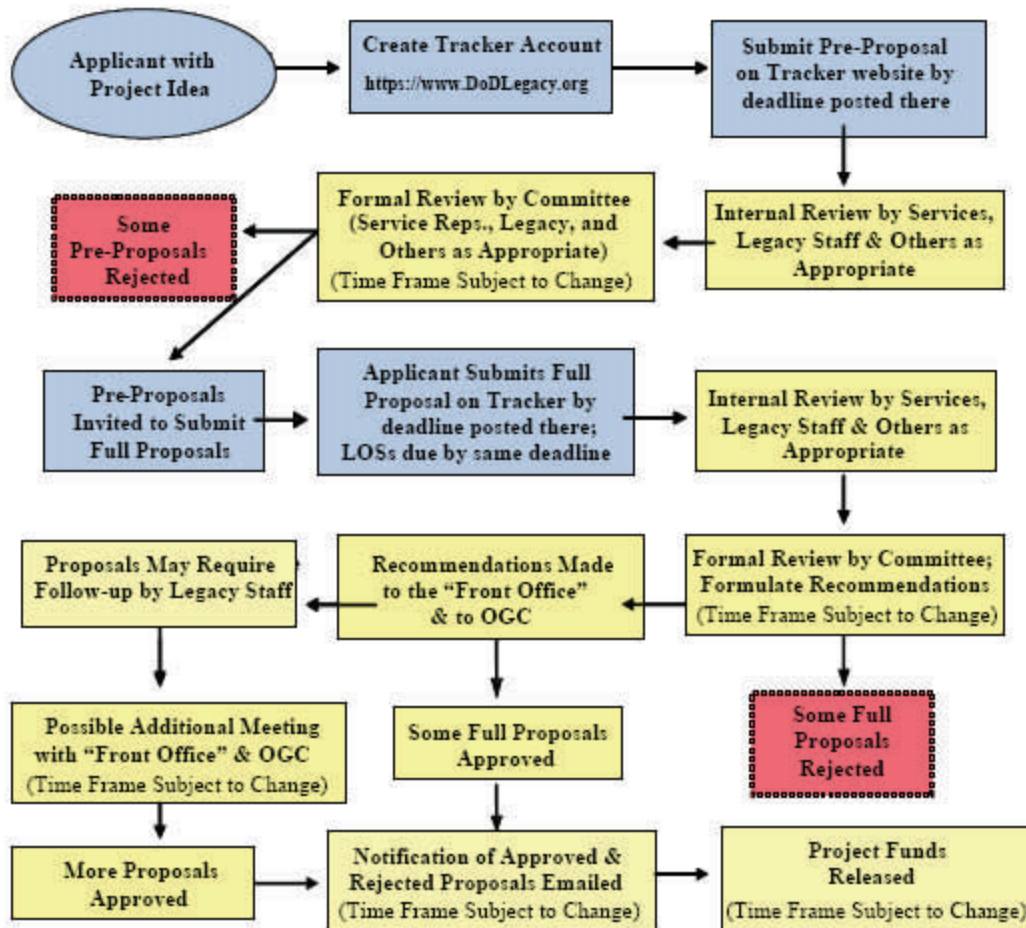 Applicant with
Project Idea
Create Tracker Account
https://www.DoDLegacy.org
Submit Pre-Proposal
on Tracker website by
deadline posted there
Some
Pre-Proposals
Rejected
Formal Review by Committee
(Service Reps., Legacy, and
Others as Appropriate)
(Time Frame Subject to Change)
Internal Review by Services,
Legacy Staff & Others as
Appropriate
Pre-Proposals
Invited to Submit
Full Proposals
Applicant Submits Full
Proposal on Tracker by
deadline posted there;
LOSs due by same deadline
Internal Review by Services,
Legacy Staff & Others as
Appropriate
Proposals May Require
Follow-up by Legacy Staff
Recommendations Made
to the “Front Office”
& to OGC
Formal Review by Committee;
Formulate Recommendations
(Time Frame Subject to Change)
Possible Additional Meeting
with “Front Office” & OGC
(Time Frame Subject to Change)
Some Full Proposals
Approved
Some Full
Proposals
Rejected
More Proposals
Approved
Notification of Approved &
Rejected Proposals Emailed
(Time Frame Subject to Change)
Project Funds
Released
(Time Frame Subject to Change)